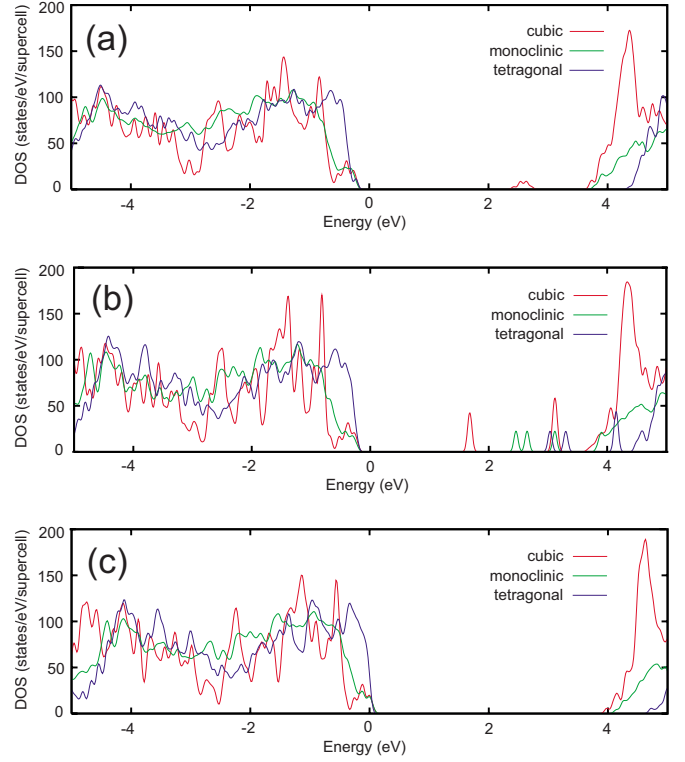 200
(a)
cubic
monoclinic
tetragonal
150
100
50
0
DOS (states/eV/supercell)
-4
-2
0
2
4
Energy (eV)
200
(b)
cubic
monoclinic
tetragonal
150
100
50
0
DOS (states/eV/supercell)
-4
-2
0
2
4
Energy (eV)
200
(c)
cubic
monoclinic
tetragonal
150
100
50
0
DOS (states/eV/supercell)
-4
-2
0
2
4
Energy (eV)